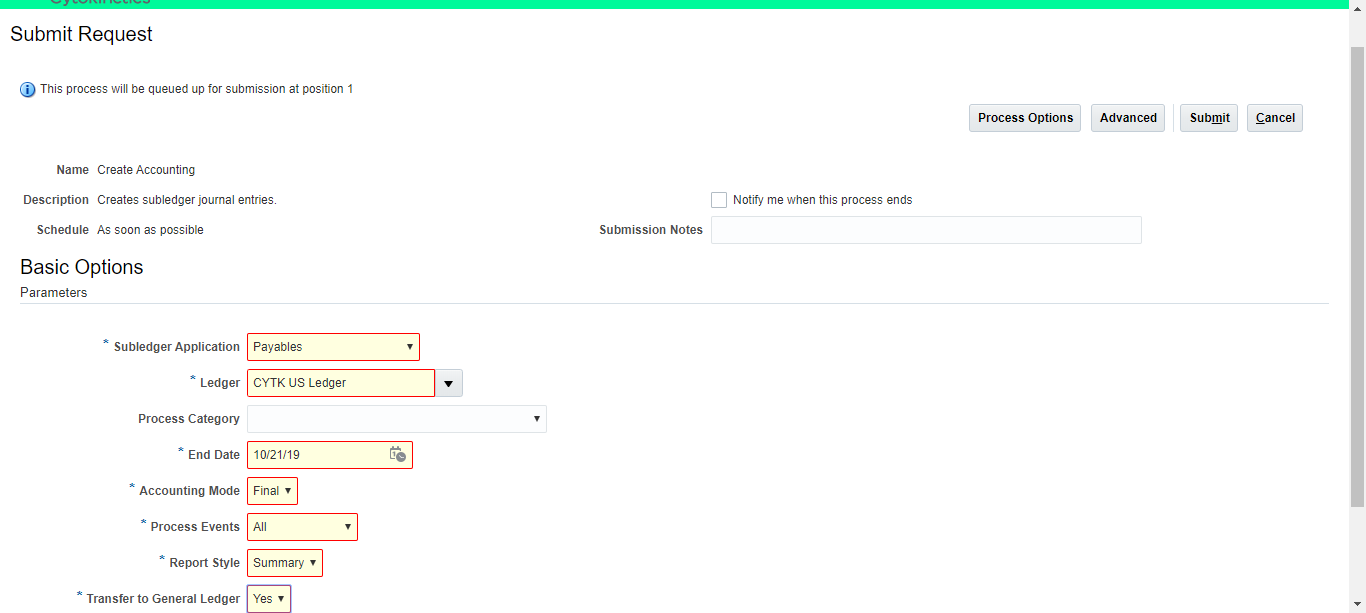 Cytokinetics
Submit Request
This process will be queued up for submission at position 1
Process Options Advanced Submit Cancel
Name Create Accounting
Description Creates subledger journal entries. Notify me when this process ends
Schedule As soon as possible Submission Notes
Basic Options
Parameters
* Subledger Application Payables
* Ledger CYTK US Ledger
Process Category
* End Date 10/21/19
* Accounting Mode Final
* Process Events All
* Report Style Summary
* Transfer to General Ledger Yes